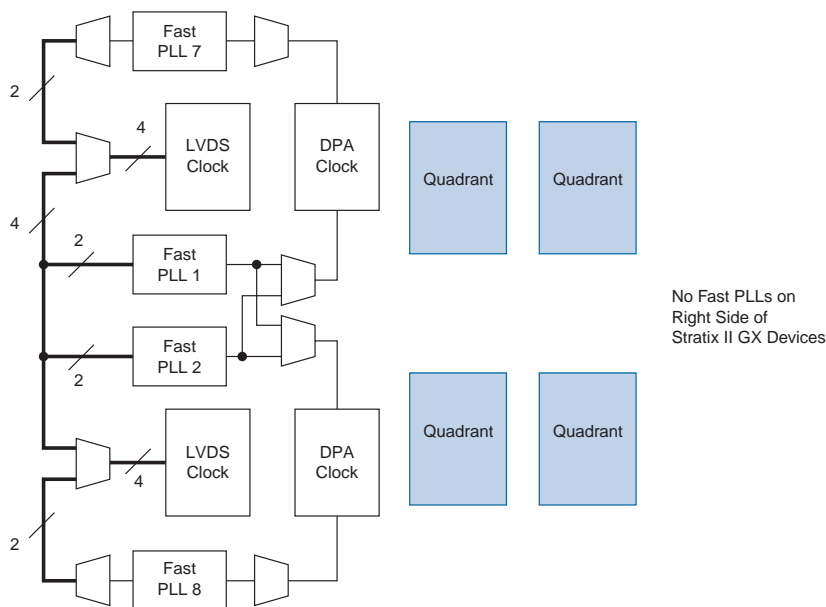 Fast
PLL 7
2
4
LVDS
Clock
DPA
Clock
Quadrant
Quadrant
4
2
Fast
PLL 1
No Fast PLLs on
Right Side of
Stratix II GX Devices
Fast
PLL 2
2
LVDS
Clock
DPA
Clock
Quadrant
Quadrant
4
2
Fast
PLL 8